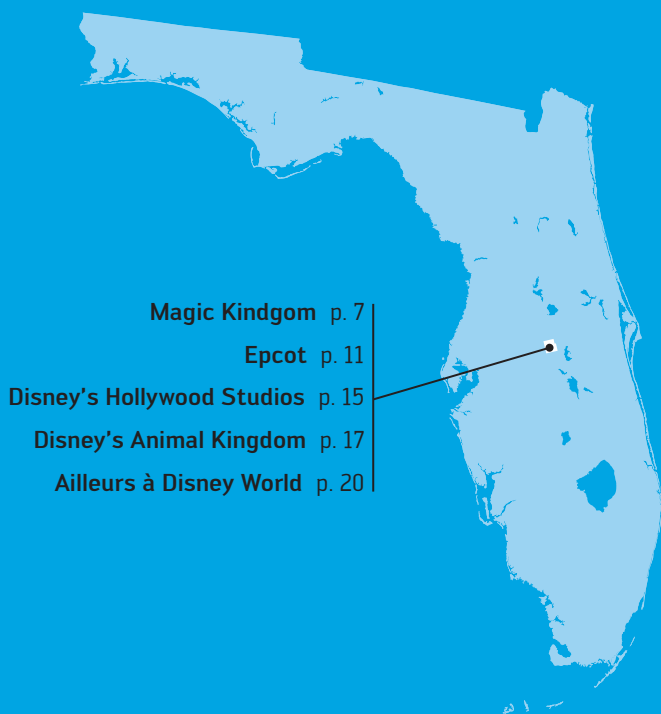 Magic Kindgom p. 7
Epcot p. 11
Disney's Hollywood Studios p. 15
Disney's Animal Kingdom p. 17
Ailleurs à Disney World p. 20